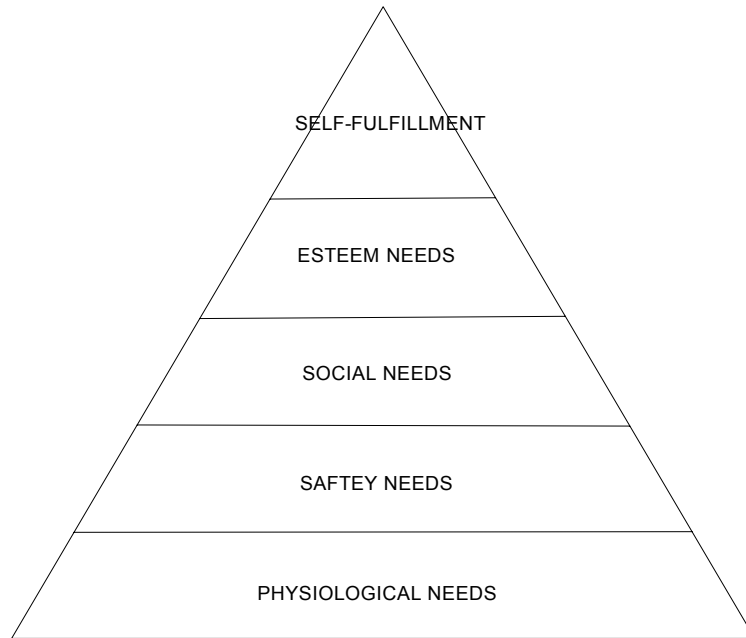 SELF-FULFILLMENT
ESTEEM NEEDS
SOCIAL NEEDS
SAFTEY NEEDS
PHYSIOLOGICAL NEEDS